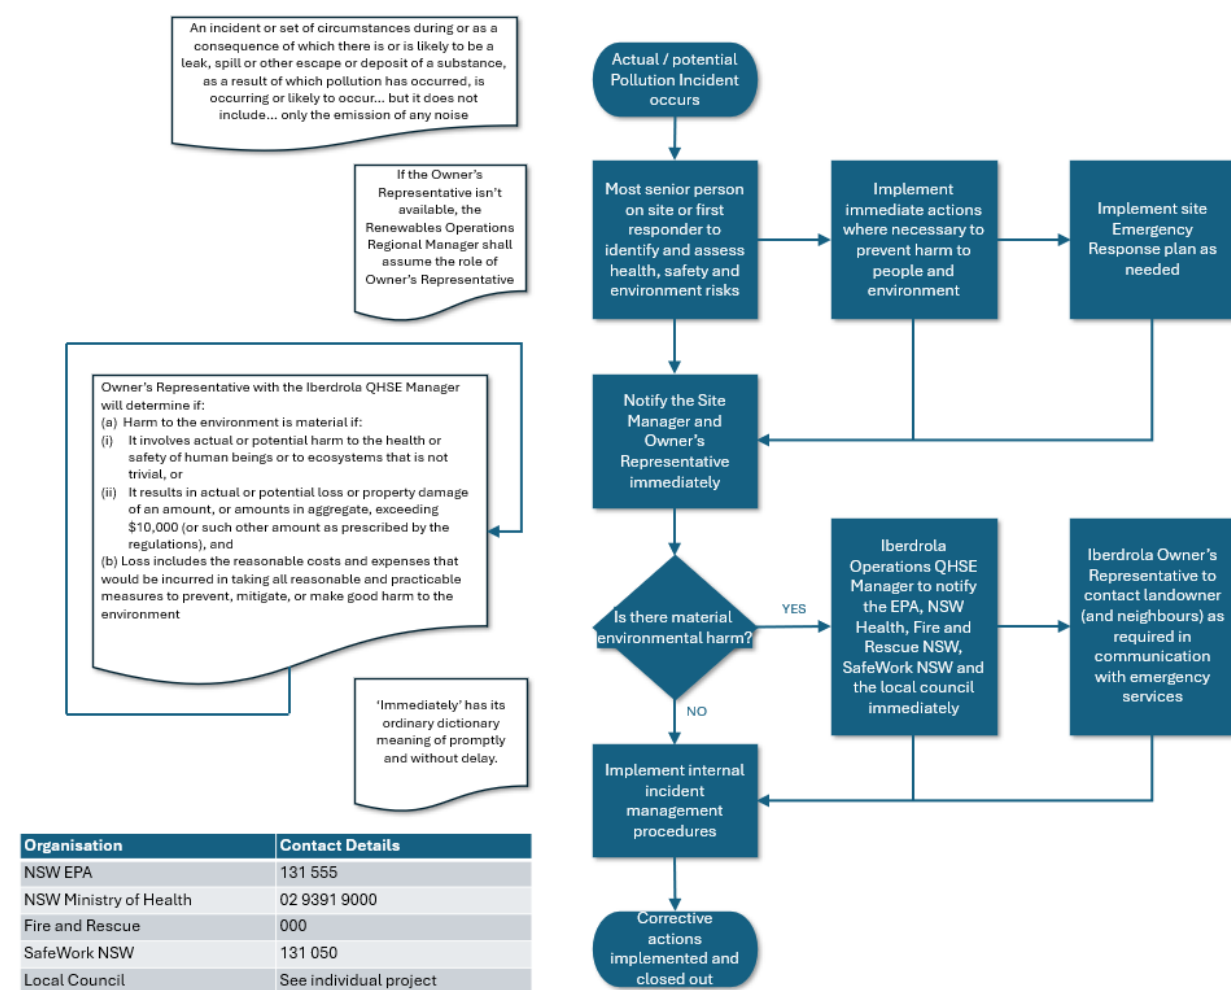 An incident or set of circumstances during or as a
consequence of which there is or is likely to be a
leak, spill or other escape or deposit of a substance,
as a result of which pollution has occurred, is
occurring or likely to occur... but it does not
include... only the emission of any noise
If the Owner's
Representative isn't
available, the
Renewables Operations
Regional Manager shall
assume the role of
Owner's Representative
Owner's Representative with the Iberdrola QHSE Manager
will determine if:
(a) Harm to the environment is material if:
(i) It involves actual or potential harm to the health or
safety of human beings or to ecosystems that is not
trivial, or
(ii) It results in actual or potential loss or property damage
of an amount, or amounts in aggregate, exceeding
$10,000 (or such other amount as prescribed by the
regulations), and
(b) Loss includes the reasonable costs and expenses that
would be incurred in taking all reasonable and practicable
measures to prevent, mitigate, or make good harm to the
environment
'Immediately' has its
ordinary dictionary
meaning of promptly
and without delay.
Actual / potential
Pollution Incident
occurs
Most senior person
on site or first
responder to
identify and assess
health, safety and
environment risks
Implement
immediate actions
where necessary to
prevent harm to
people and
environment
Implement site
Emergency
Response plan as
needed
Notify the Site
Manager and
Owner's
Representative
immediately
Is there material
environmental harm?
YES
NO
Iberdrola
Operations QHSE
Manager to notify
the EPA, NSW
Health, Fire and
Rescue NSW,
SafeWork NSW and
the local council
immediately
Iberdrola Owner's
Representative to
contact landowner
(and neighbours) as
required in
communication
with emergency
services
Implement internal
incident
management
procedures
Corrective
actions
implemented and
closed out
Organisation Contact Details
NSW EPA 131 555
NSW Ministry of Health 02 9391 9000
Fire and Rescue 000
SafeWork NSW 131 050
Local Council See individual project